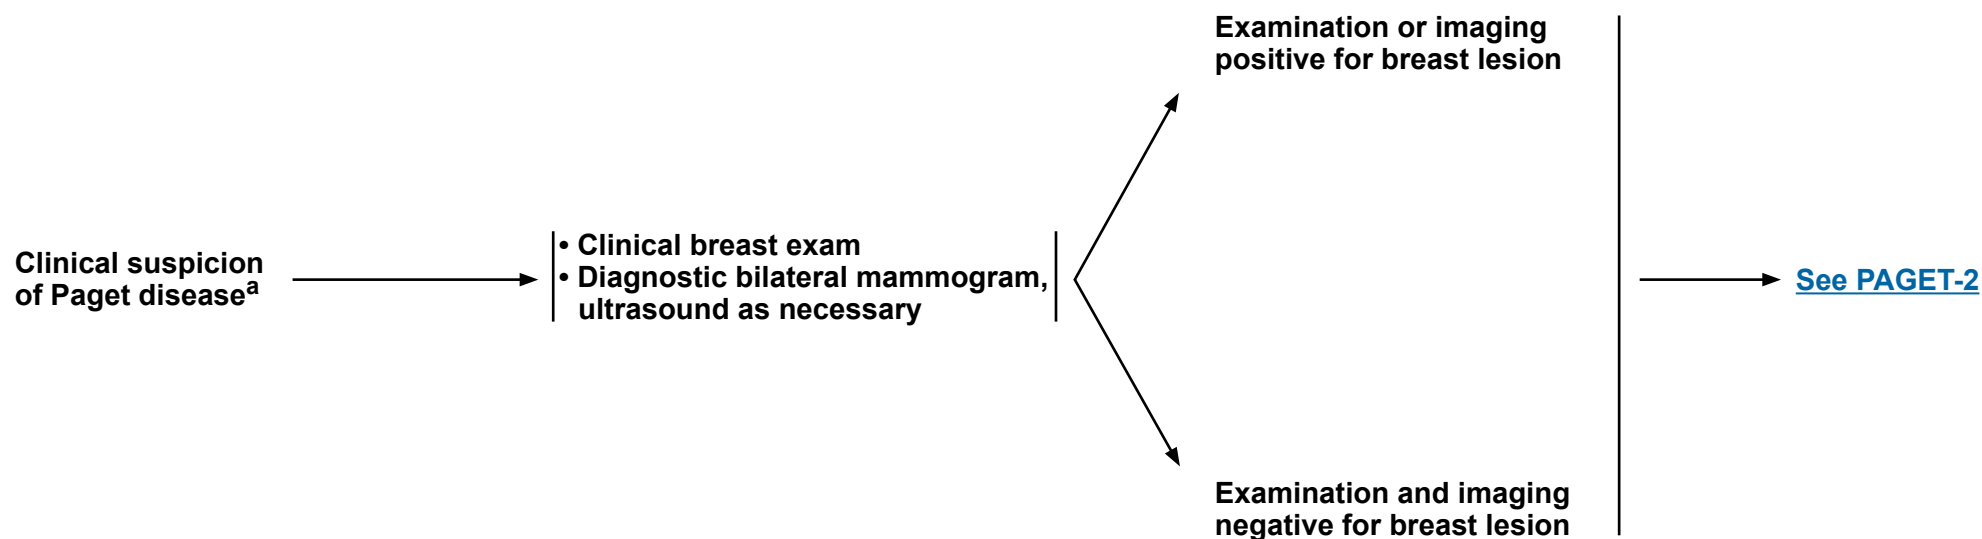 Clinical suspicion
of Paget diseaseᵃ
• Clinical breast exam
• Diagnostic bilateral mammogram,
ultrasound as necessary
Examination or imaging
positive for breast lesion
Examination and imaging
negative for breast lesion
See PAGET-2